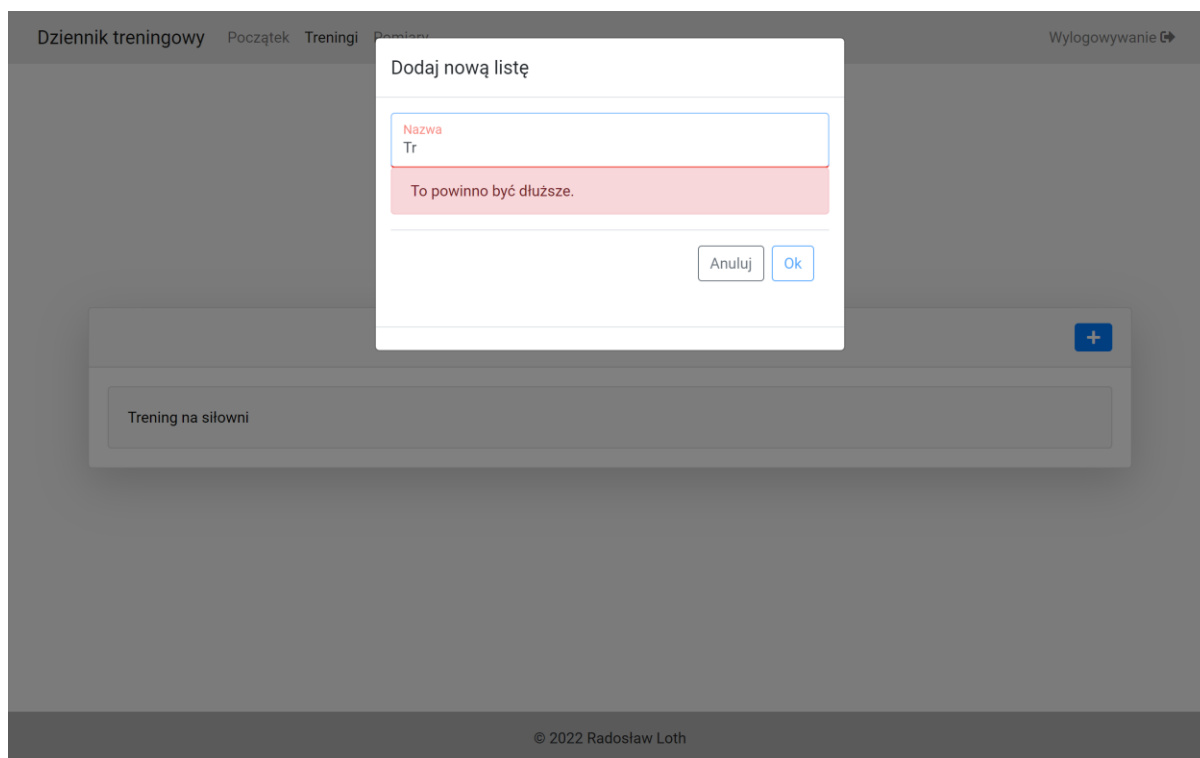 Dziennik treningowy Początek Treningi Pomiary Wylogowywanie
Dodaj nową listę
Nazwa
Tr
To powinno być dłuższe.
Anuluj Ok
Trening na siłowni
© 2022 Radosław Loth